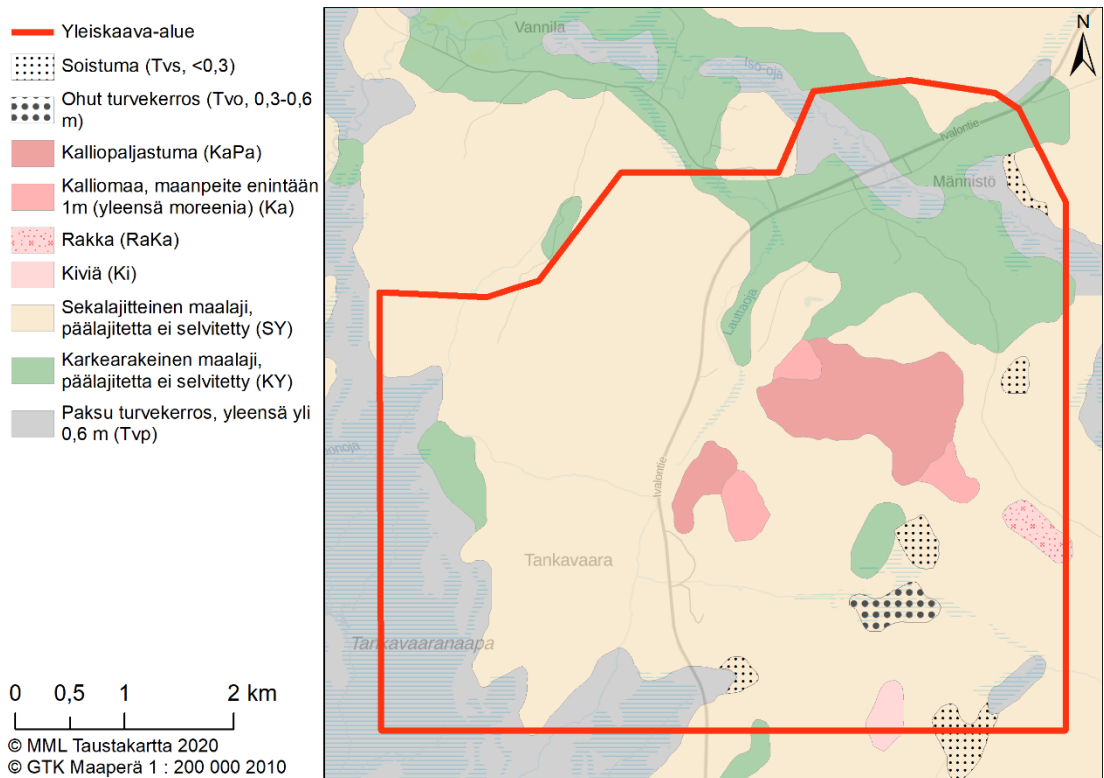 Yleiskaava-alue
Soistuma (Tvs, <0,3)
Ohut turvekerros (Tvo, 0,3-0,6
m)
Kalliopaljastuma (KaPa)
Kalliomaa, maanpeite enintään
1m (yleensä moreenia) (Ka)
Rakka (RaKa)
Kiviä (Ki)
Sekalajitteinen maalaji,
päälajitetta ei selvitetty (SY)
Karkearakeinen maalaji,
päälajitetta ei selvitetty (KY)
Paksu turvekerros, yleensä yli
0,6 m (Tvp)
0 0,5 1 2 km
© MML Taustakartta 2020
© GTK Maaperä 1 : 200 000 2010
N
Vannila
Iso-oja
Ivalontie
Männistö
Lauttaoja
Ivalontie
Tankavaara
Tankavaaranaapa